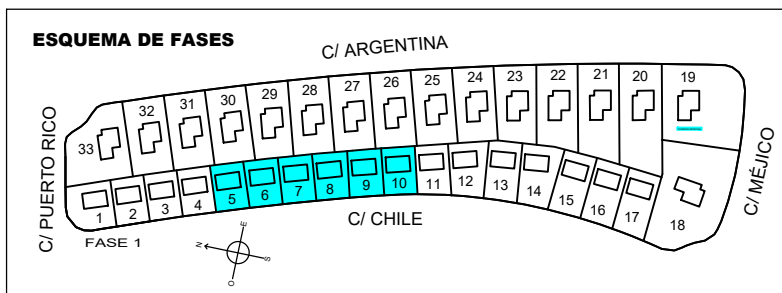 ESQUEMA DE FASES
C/ ARGENTINA
33 32 31 30 29 28 27 26 25 24 23 22 21 20 19
C/ PUERTO RICO
C/ MÉJICO
1 2 3 4 5 6 7 8 9 10 11 12 13 14 15 16 17 18
FASE 1
C/ CHILE
N
E
S
O